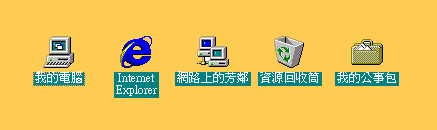 我的電腦
Internet
Explorer
網路上的芳鄰
資源回收筒
我的公事包